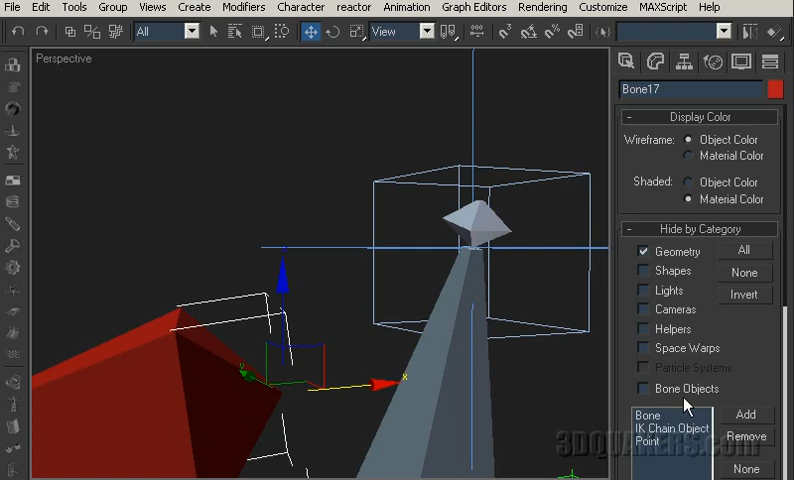 File Edit Tools Group Views Create Modifiers Character reactor Animation Graph Editors Rendering Customize MAXScript Help
All
View
Perspective
Bone17
- Display Color
Wireframe: Object Color
Material Color
Shaded: Object Color
Material Color
- Hide by Category
Geometry All
Shapes None
Lights Invert
Cameras
Helpers
Space Warps
Particle Systems
Bone Objects
Bone Add
IK Chain Object
Point Remove
None
3DQUAKERS.COM
x
y